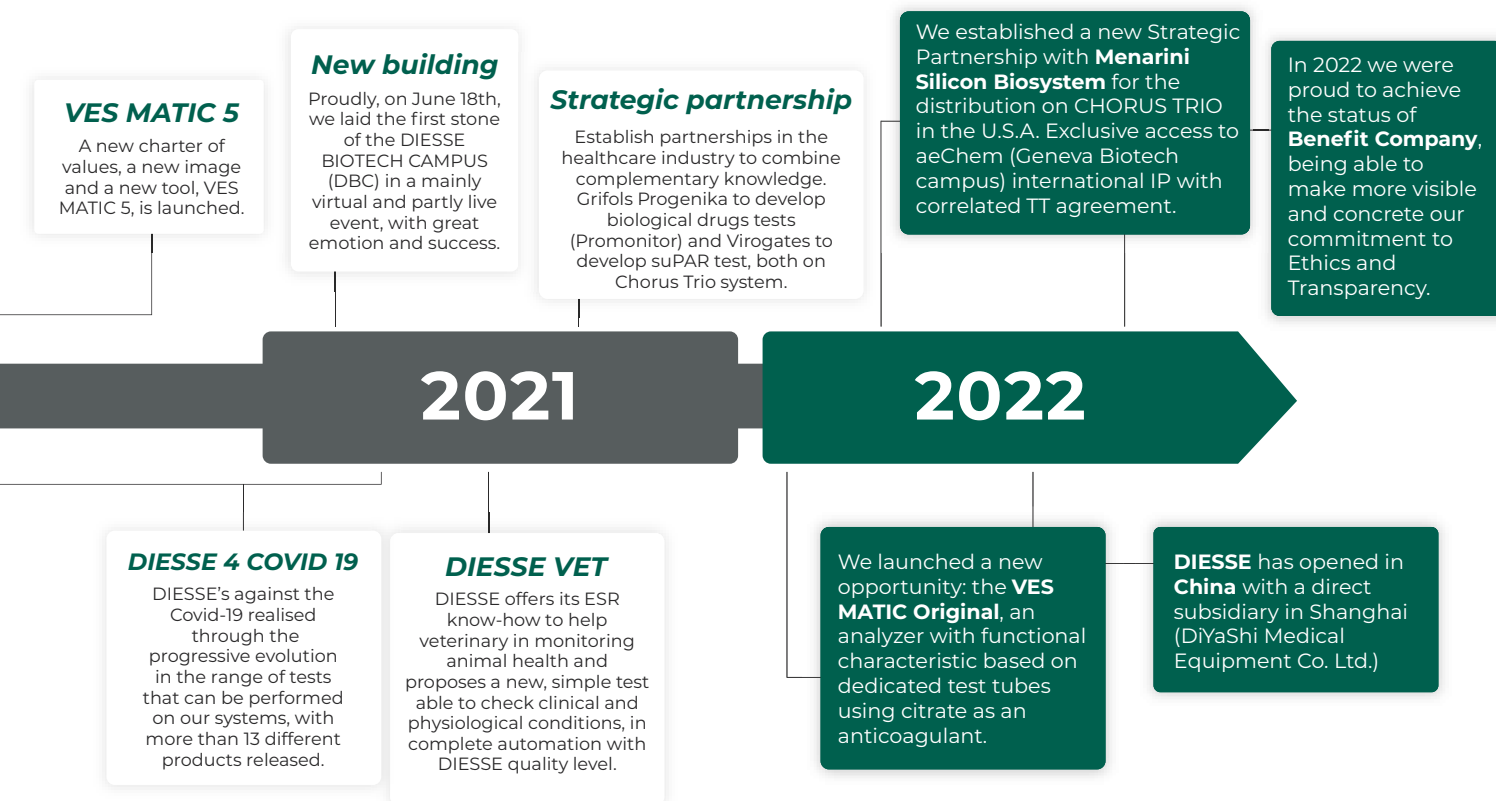 VES MATIC 5
A new charter of
values, a new image
and a new tool, VES
MATIC 5, is launched.
New building
Proudly, on June 18th,
we laid the first stone
of the DIESSE
BIOTECH CAMPUS
(DBC) in a mainly
virtual and partly live
event, with great
emotion and success.
Strategic partnership
Establish partnerships in the
healthcare industry to combine
complementary knowledge.
Grifols Progenika to develop
biological drugs tests
(Promonitor) and Virogates to
develop suPAR test, both on
Chorus Trio system.
We established a new Strategic
Partnership with Menarini
Silicon Biosystem for the
distribution on CHORUS TRIO
in the U.S.A. Exclusive access to
aeChem (Geneva Biotech
campus) international IP with
correlated TT agreement.
In 2022 we were
proud to achieve
the status of
Benefit Company,
being able to
make more visible
and concrete our
commitment to
Ethics and
Transparency.
2021
2022
DIESSE 4 COVID 19
DIESSE's against the
Covid-19 realised
through the
progressive evolution
in the range of tests
that can be performed
on our systems, with
more than 13 different
products released.
DIESSE VET
DIESSE offers its ESR
know-how to help
veterinary in monitoring
animal health and
proposes a new, simple test
able to check clinical and
physiological conditions, in
complete automation with
DIESSE quality level.
We launched a new
opportunity: the VES
MATIC Original, an
analyzer with functional
characteristic based on
dedicated test tubes
using citrate as an
anticoagulant.
DIESSE has opened in
China with a direct
subsidiary in Shanghai
(DiYaShi Medical
Equipment Co. Ltd.)